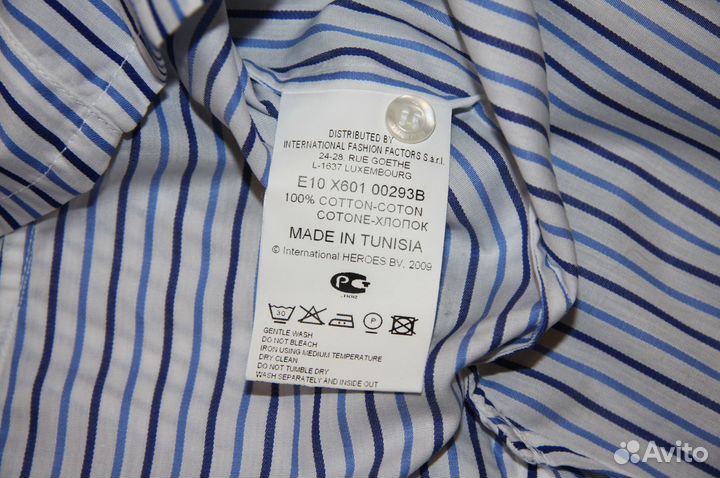 DISTRIBUTED BY
INTERNATIONAL FASHION FACTORS S.a.r.l.
24-28, RUE GOETHE
L-1637 LUXEMBOURG
E10 X601 00293B
100% COTTON-COTON
COTONE-ХЛОПОК
MADE IN TUNISIA
© International HEROES BV, 2009
30
P
GENTLE WASH
DO NOT BLEACH
IRON USING MEDIUM TEMPERATURE
DRY CLEAN
DO NOT TUMBLE DRY
WASH SEPARATELY AND INSIDE OUT
Avito